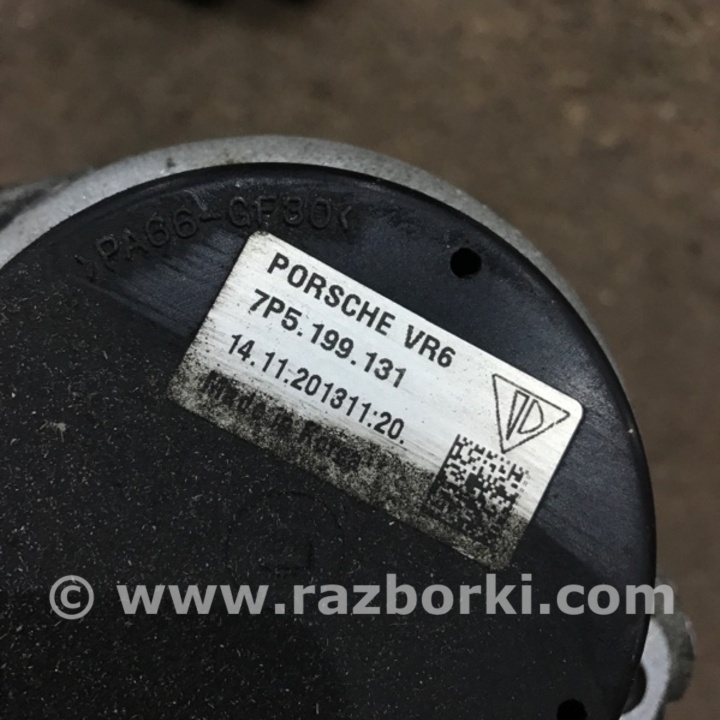 >PA66-GF30<
PORSCHE VR6
7P5.199.131
14.11.201311:20.
Made in Korea
© www.razborki.com